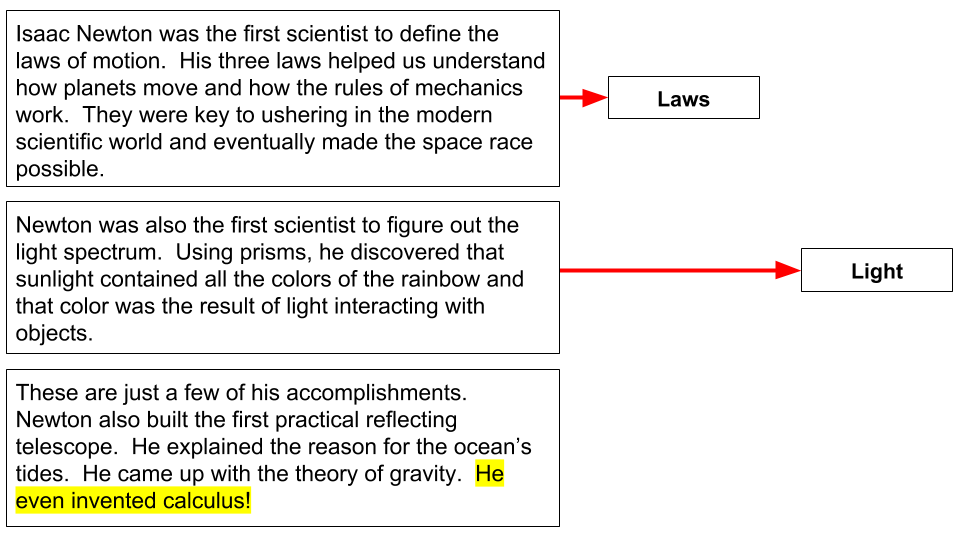 Isaac Newton was the first scientist to define the
laws of motion.  His three laws helped us understand
how planets move and how the rules of mechanics
work.  They were key to ushering in the modern
scientific world and eventually made the space race
possible.
Laws
Newton was also the first scientist to figure out the
light spectrum.  Using prisms, he discovered that
sunlight contained all the colors of the rainbow and
that color was the result of light interacting with
objects.
Light
These are just a few of his accomplishments.
Newton also built the first practical reflecting
telescope.  He explained the reason for the ocean’s
tides.  He came up with the theory of gravity.  He
even invented calculus!